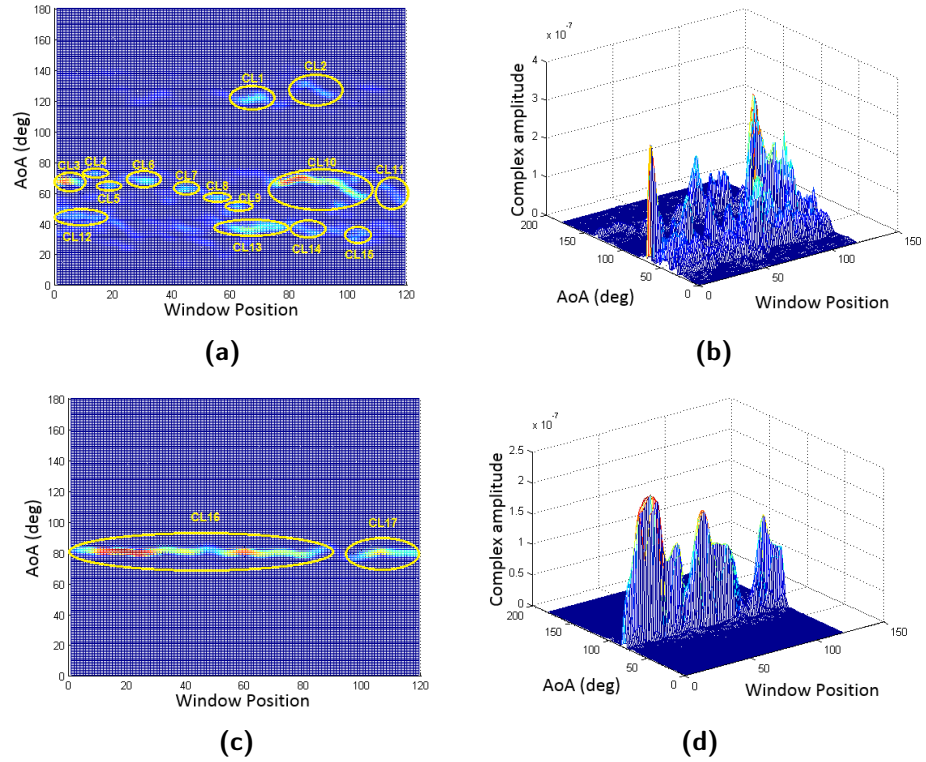 180
160
140
120
100
80
60
40
20
0
AoA (deg)
CL1
CL2
CL3
CL4
CL6
CL5
CL7
CL8
CL9
CL10
CL11
CL12
CL13
CL14
CL15
0 20 40 60 80 100 120
Window Position
(a)
x 10⁻⁷
4
3
2
1
0
Complex amplitude
200
150
100
50
0
AoA (deg)
0
50
100
150
Window Position
(b)
180
160
140
120
100
80
60
40
20
0
AoA (deg)
CL16
CL17
0 20 40 60 80 100 120
Window Position
(c)
x 10⁻⁷
2.5
2
1.5
1
0.5
0
Complex amplitude
200
150
100
50
0
AoA (deg)
0
50
100
150
Window Position
(d)